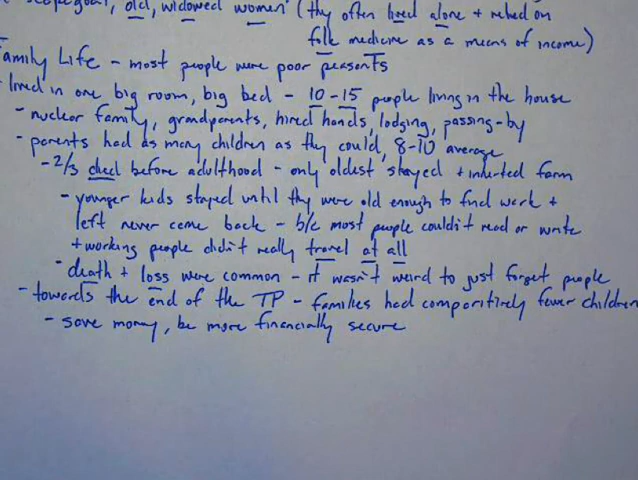 scapegoat, old, widowed women (they often lived alone + relied on
folk medicine as a means of income)
Family Life - most people were poor peasants
- lived in one big room, big bed - 10-15 people living in the house
- nuclear family, grandparents, hired hands, lodging, passing-by
- parents had as many children as they could, 8-10 average
- 2/3 died before adulthood - only oldest stayed + inherited farm
- younger kids stayed until they were old enough to find work +
left never come back - b/c most people couldn't read or write
+ working people didn't really travel at all
- death + loss were common - it wasn't weird to just forget people
- towards the end of the TP - families had comparitively fewer children
- save money, be more financially secure